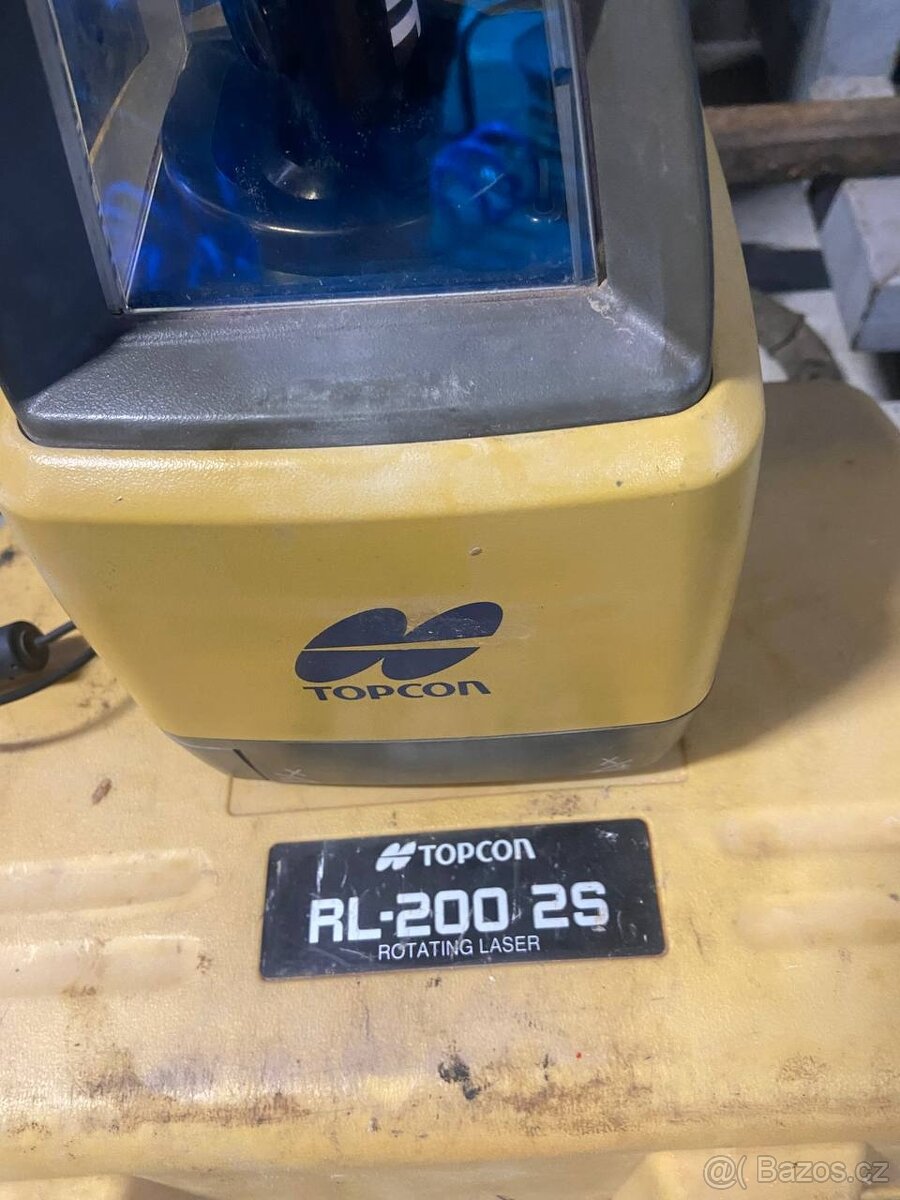 TOPCON
X
TOPCON
RL-200 2S
ROTATING LASER
@( Bazos.cz